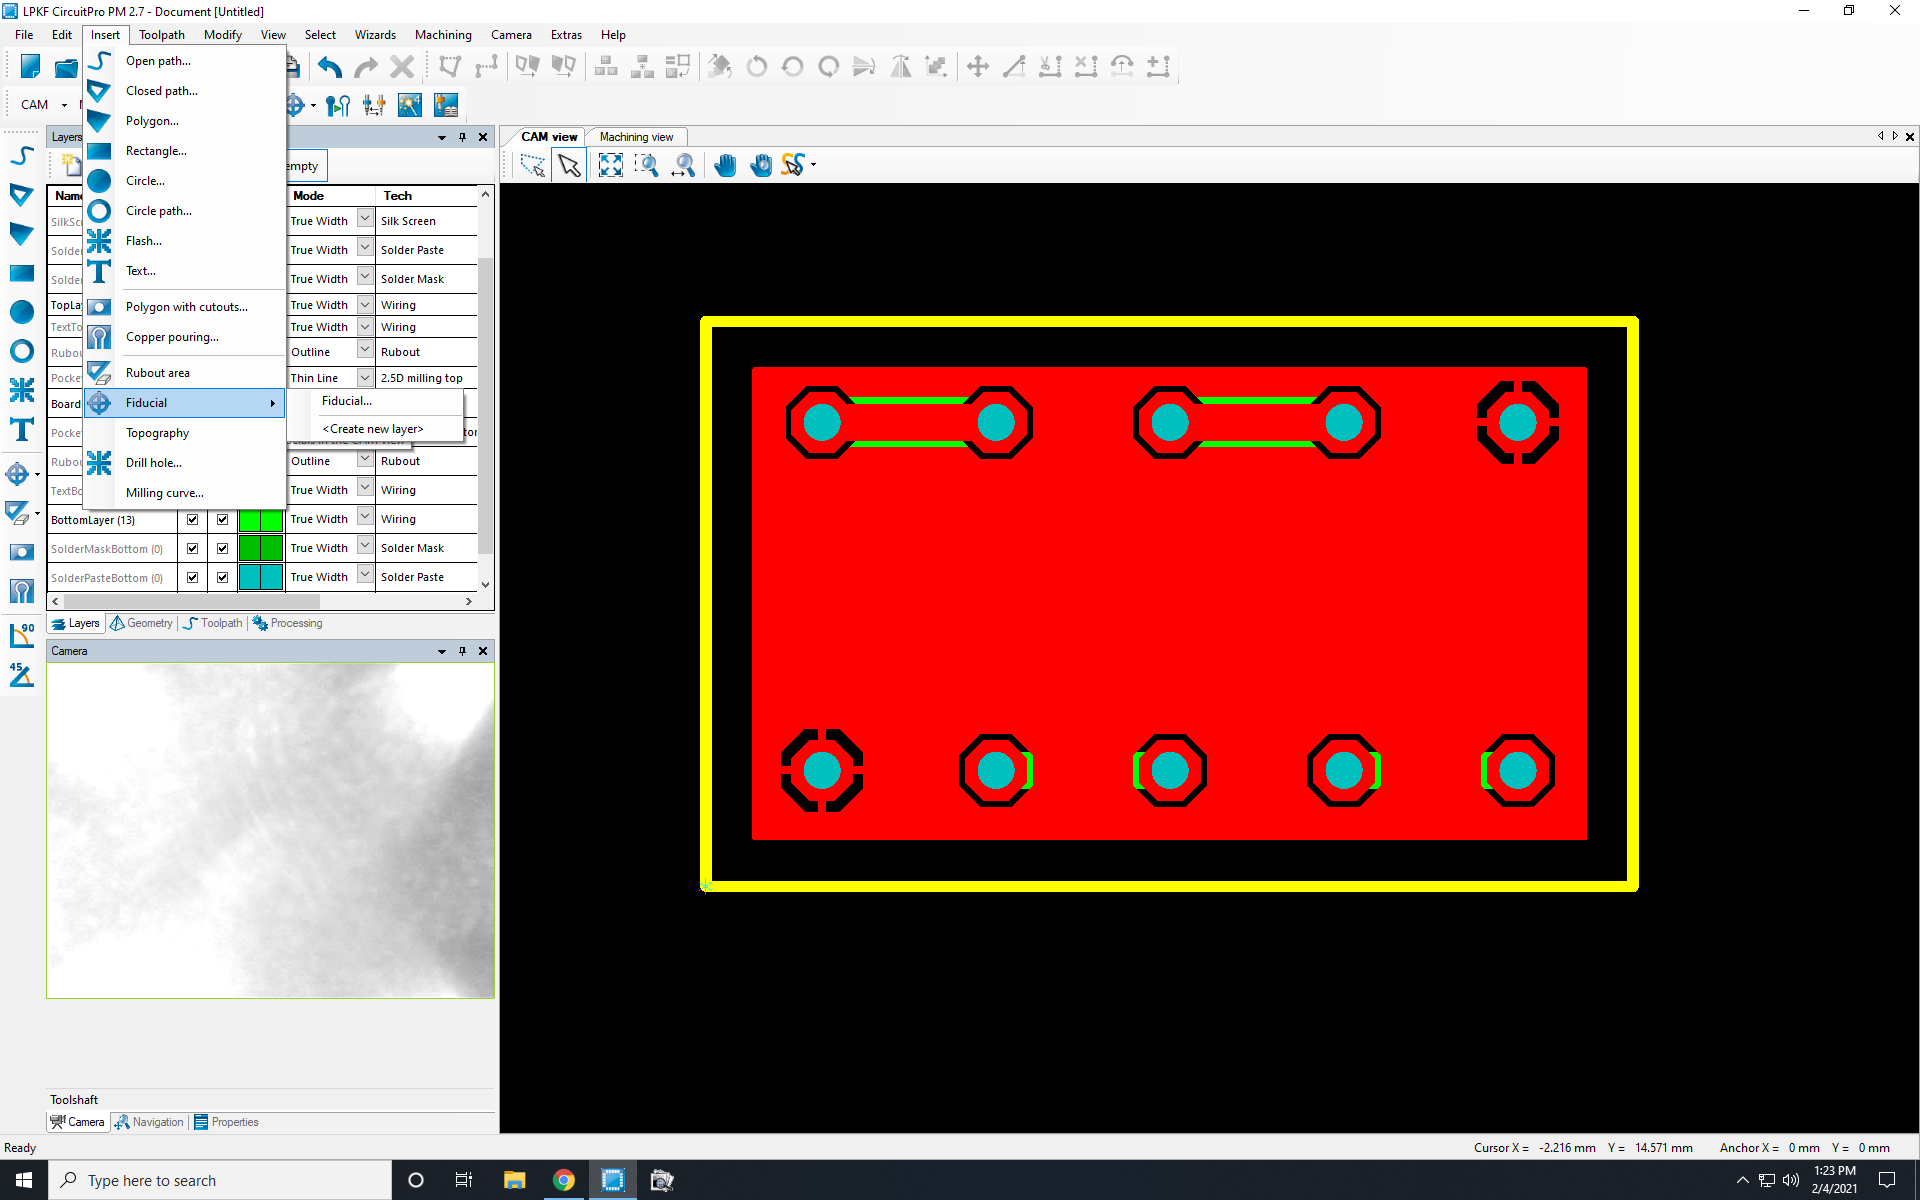 LPKF CircuitPro PM 2.7 - Document [Untitled]
File Edit Insert Toolpath Modify View Select Wizards Machining Camera Extras Help
Open path...
Closed path...
Polygon...
Rectangle...
Circle...
Circle path...
Flash...
Text...
Polygon with cutouts...
Copper pouring...
Rubout area
Fiducial
Topography
Drill hole...
Milling curve...
Fiducial...
<Create new layer>
CAM
Layers
empty
Name Mode Tech
SilkScr True Width Silk Screen
Solder True Width Solder Paste
Solder True Width Solder Mask
TopLay True Width Wiring
TextTo True Width Wiring
Rubou Outline Rubout
Pocke Thin Line 2.5D milling top
Board
Pocke tom
Rubou Outline Rubout
TextBo True Width Wiring
BottomLayer (13) True Width Wiring
SolderMaskBottom (0) True Width Solder Mask
SolderPasteBottom (0) True Width Solder Paste
Layers Geometry Toolpath Processing
90
45
Camera
Toolshaft
Camera Navigation Properties
CAM view Machining view
Ready
Cursor X = -2.216 mm Y = 14.571 mm Anchor X = 0 mm Y = 0 mm
Type here to search
1:23 PM
2/4/2021